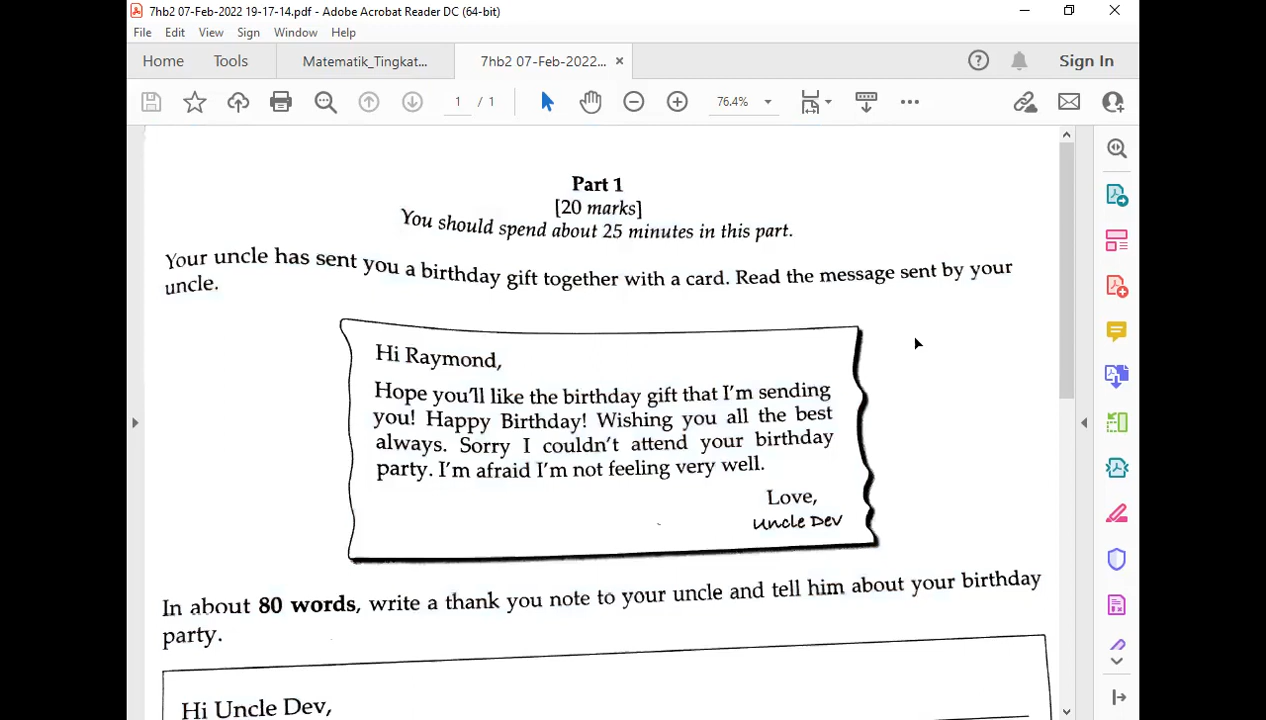 7hb2 07-Feb-2022 19-17-14.pdf - Adobe Acrobat Reader DC (64-bit)
File Edit View Sign Window Help
Home Tools Matematik_Tingkat... 7hb2 07-Feb-2022... × Sign In
1 / 1 76.4%
Part 1
[20 marks]
You should spend about 25 minutes in this part.
Your uncle has sent you a birthday gift together with a card. Read the message sent by your
uncle.
Hi Raymond,
Hope you'll like the birthday gift that I'm sending
you! Happy Birthday! Wishing you all the best
always. Sorry I couldn't attend your birthday
party. I'm afraid I'm not feeling very well.
Love,
Uncle Dev
In about 80 words, write a thank you note to your uncle and tell him about your birthday
party.
Hi Uncle Dev,